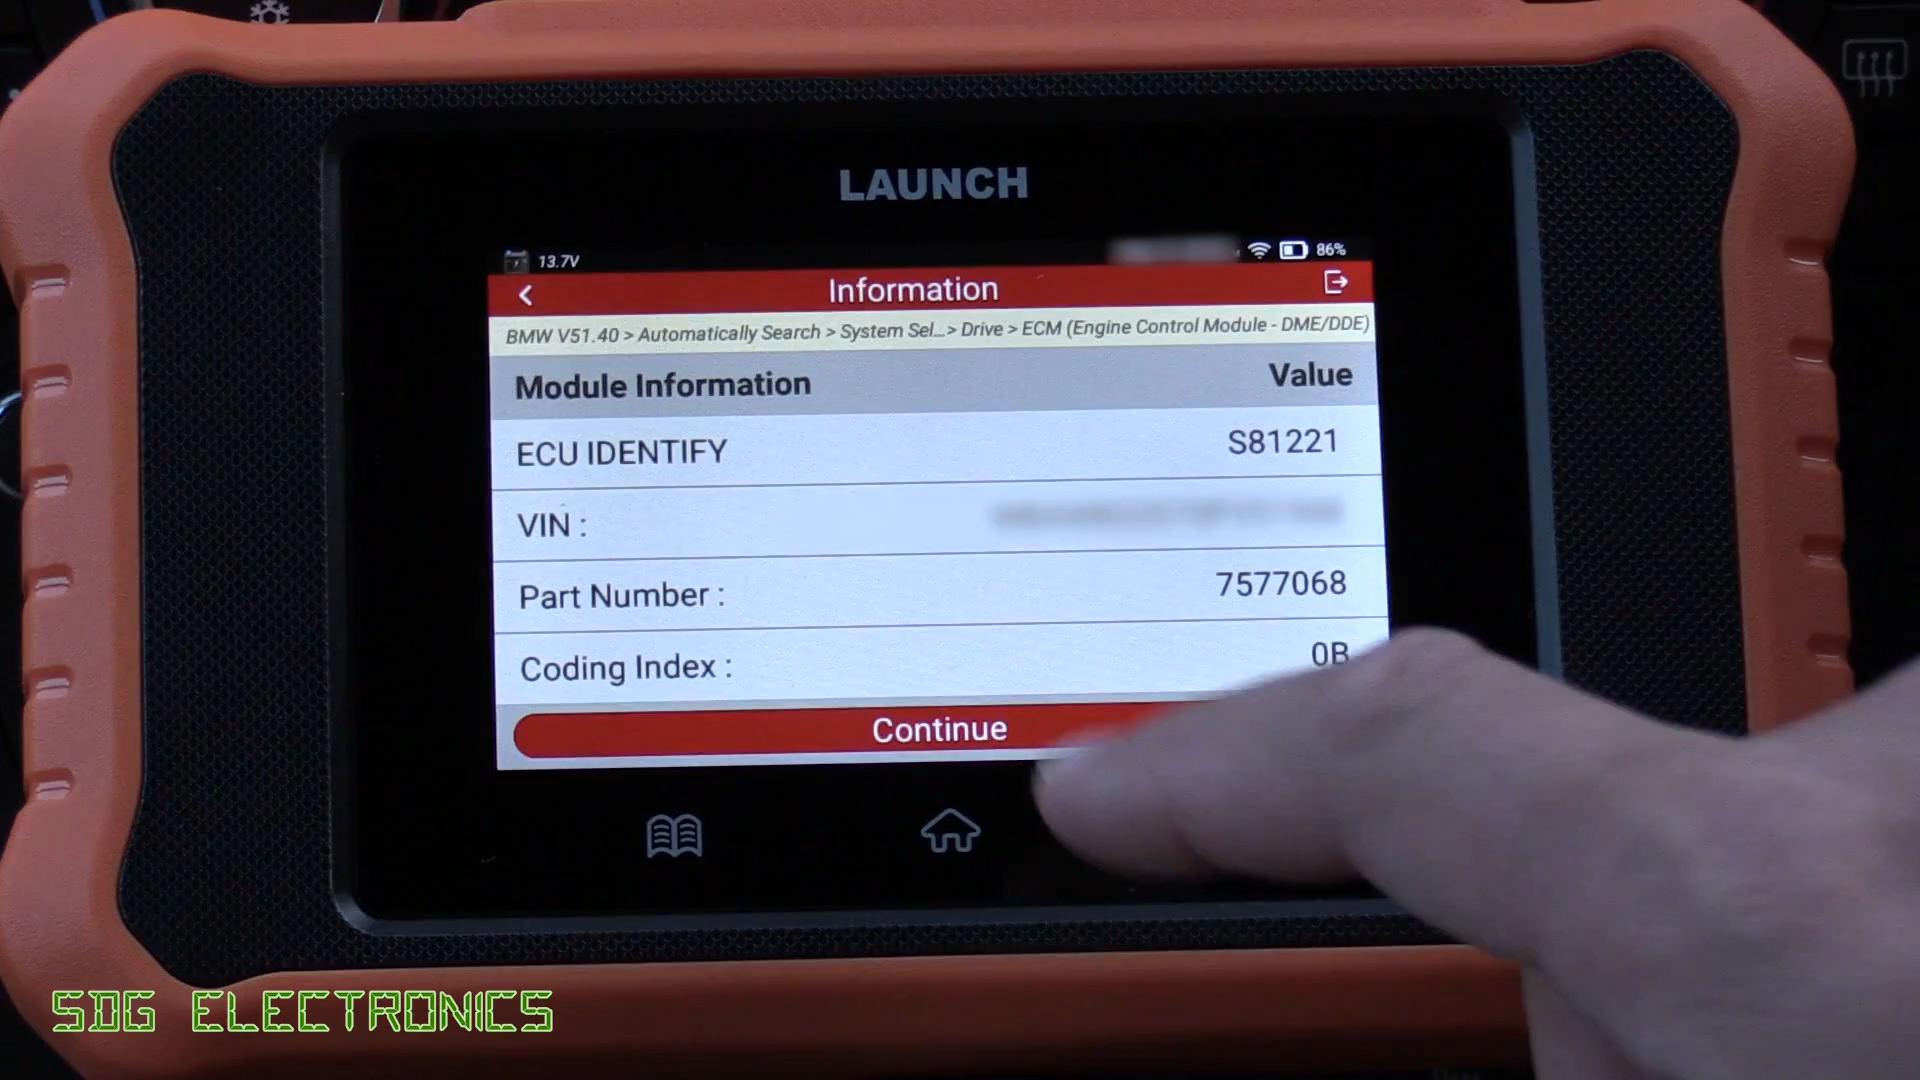 LAUNCH
13.7V
86%
Information
BMW V51.40 > Automatically Search > System Sel...> Drive > ECM (Engine Control Module - DME/DDE)
Module Information Value
ECU IDENTIFY S81221
VIN :
Part Number : 7577068
Coding Index : 0B
Continue
SDG ELECTRONICS